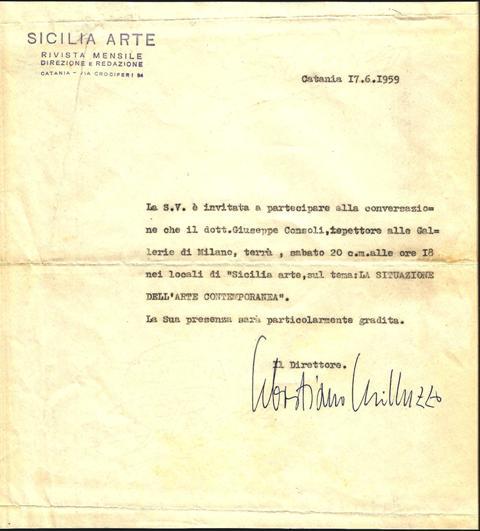 SICILIA ARTE
RIVISTA MENSILE
DIREZIONE E REDAZIONE
CATANIA - VIA CROCIFERI 94
Catania 17.6.1959
La S.V. è invitata a partecipare alla conversazio=
ne che il dott.Giuseppe Consoli,ispettore alle Gal=
lerie di Milano, terrà , sabato 20 c.m.alle ore 18
nei locali di "Sicilia arte,sul tema:LA SITUAZIONE
DELL'ARTE CONTEMPORANEA".
La Sua presenza sarà particolarmente gradita.
Il Direttore.
Sebastiano Milluzzo